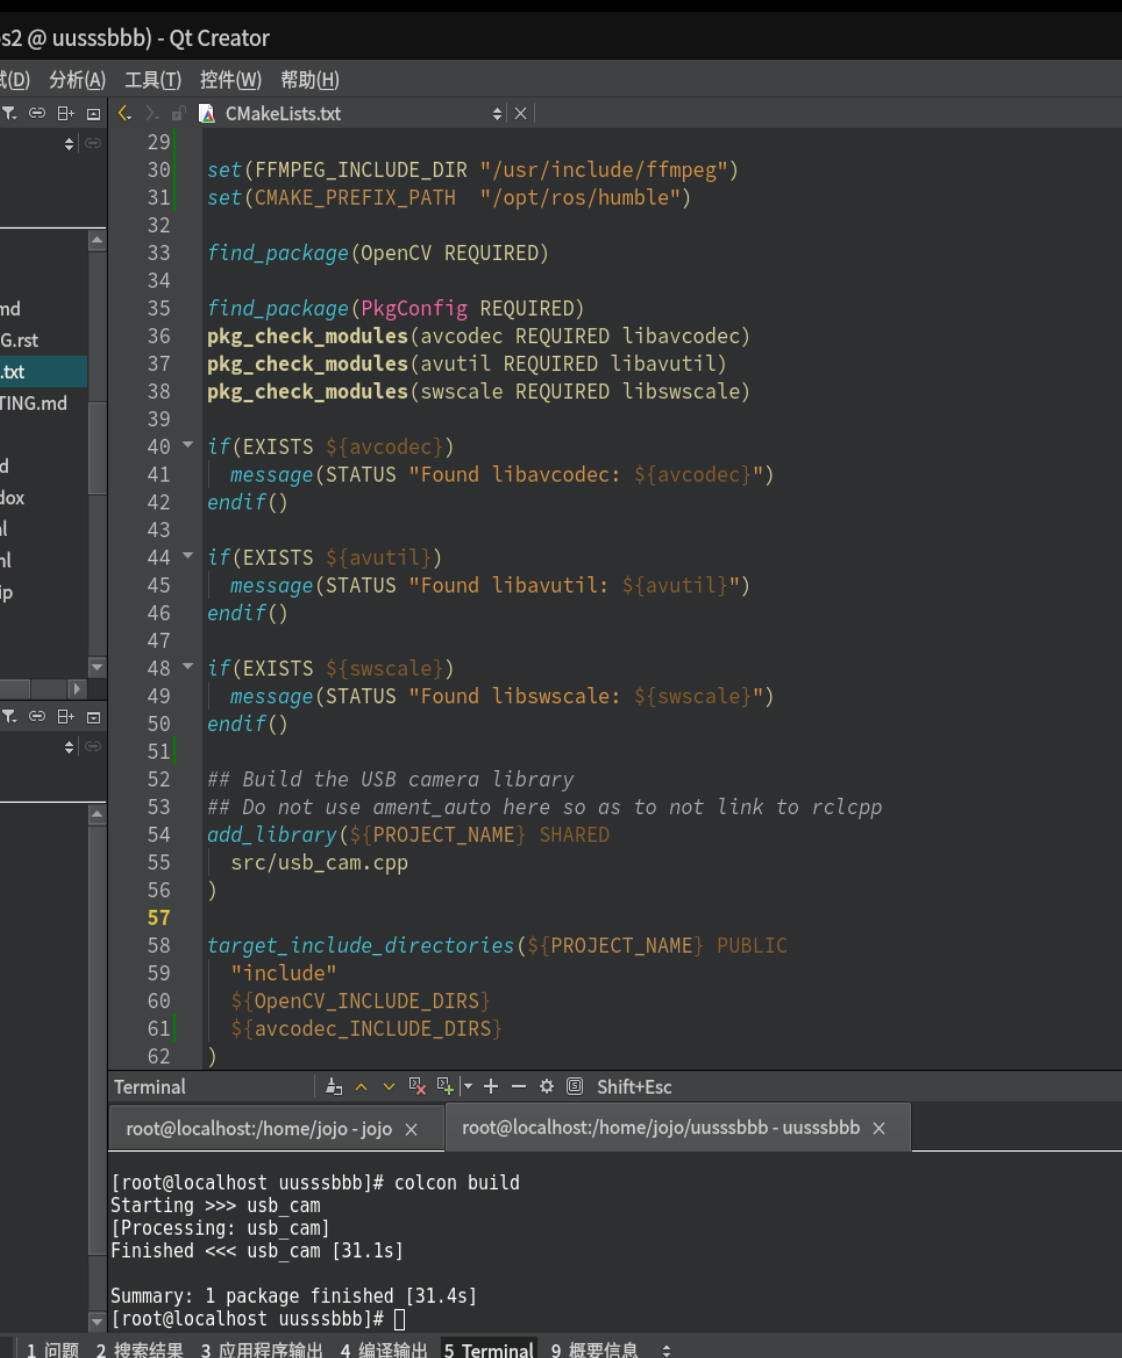 s2 @ uusssbbb) - Qt Creator
试(D) 分析(A) 工具(T) 控件(W) 帮助(H)
CMakeLists.txt
29
30 set(FFMPEG_INCLUDE_DIR "/usr/include/ffmpeg")
31 set(CMAKE_PREFIX_PATH  "/opt/ros/humble")
32
33 find_package(OpenCV REQUIRED)
34
35 find_package(PkgConfig REQUIRED)
36 pkg_check_modules(avcodec REQUIRED libavcodec)
37 pkg_check_modules(avutil REQUIRED libavutil)
38 pkg_check_modules(swscale REQUIRED libswscale)
39
40 if(EXISTS ${avcodec})
41   message(STATUS "Found libavcodec: ${avcodec}")
42 endif()
43
44 if(EXISTS ${avutil})
45   message(STATUS "Found libavutil: ${avutil}")
46 endif()
47
48 if(EXISTS ${swscale})
49   message(STATUS "Found libswscale: ${swscale}")
50 endif()
51
52 ## Build the USB camera library
53 ## Do not use ament_auto here so as to not link to rclcpp
54 add_library(${PROJECT_NAME} SHARED
55   src/usb_cam.cpp
56 )
57
58 target_include_directories(${PROJECT_NAME} PUBLIC
59   "include"
60   ${OpenCV_INCLUDE_DIRS}
61   ${avcodec_INCLUDE_DIRS}
62 )
md
G.rst
.txt
TING.md
d
dox
l
ml
ip
Terminal Shift+Esc
root@localhost:/home/jojo - jojo
root@localhost:/home/jojo/uusssbbb - uusssbbb
[root@localhost uusssbbb]# colcon build
Starting >>> usb_cam
[Processing: usb_cam]
Finished <<< usb_cam [31.1s]
Summary: 1 package finished [31.4s]
[root@localhost uusssbbb]#
1 问题 2 搜索结果 3 应用程序输出 4 编译输出 5 Terminal 9 概要信息